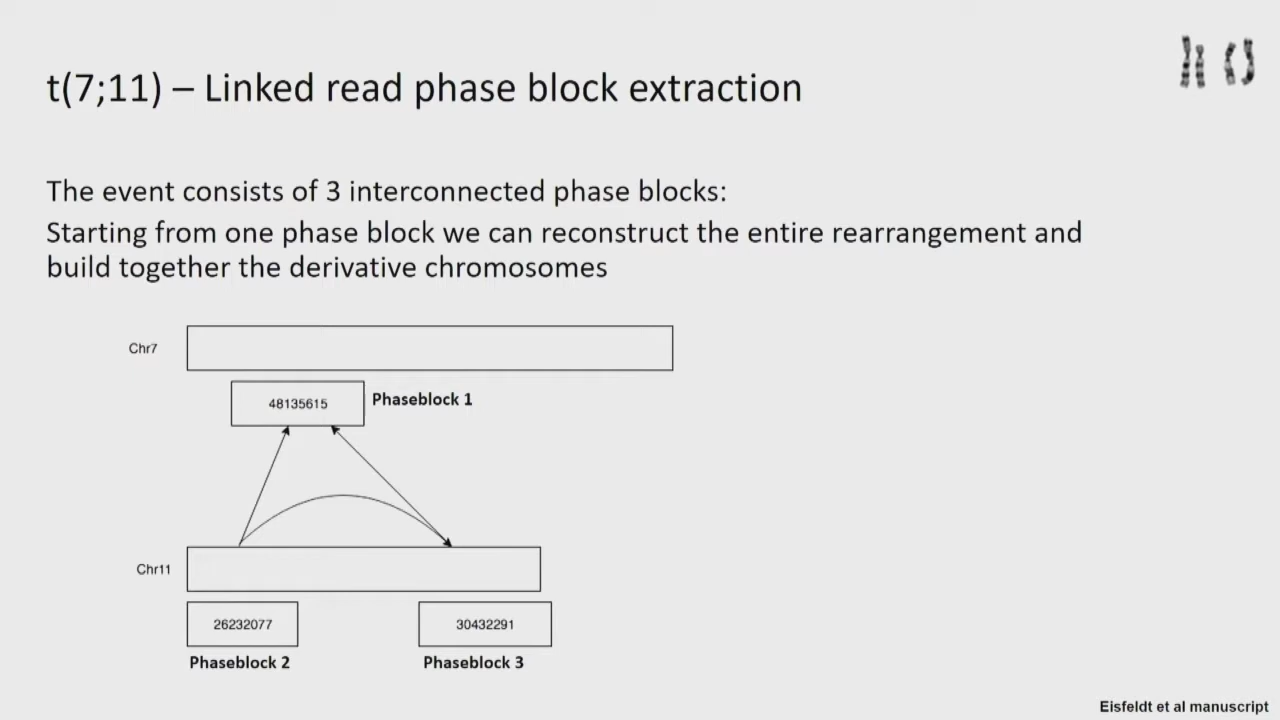 t(7;11) – Linked read phase block extraction
The event consists of 3 interconnected phase blocks:
Starting from one phase block we can reconstruct the entire rearrangement and
build together the derivative chromosomes
Chr7
48135615
Phaseblock 1
Chr11
26232077
30432291
Phaseblock 2
Phaseblock 3
Eisfeldt et al manuscript